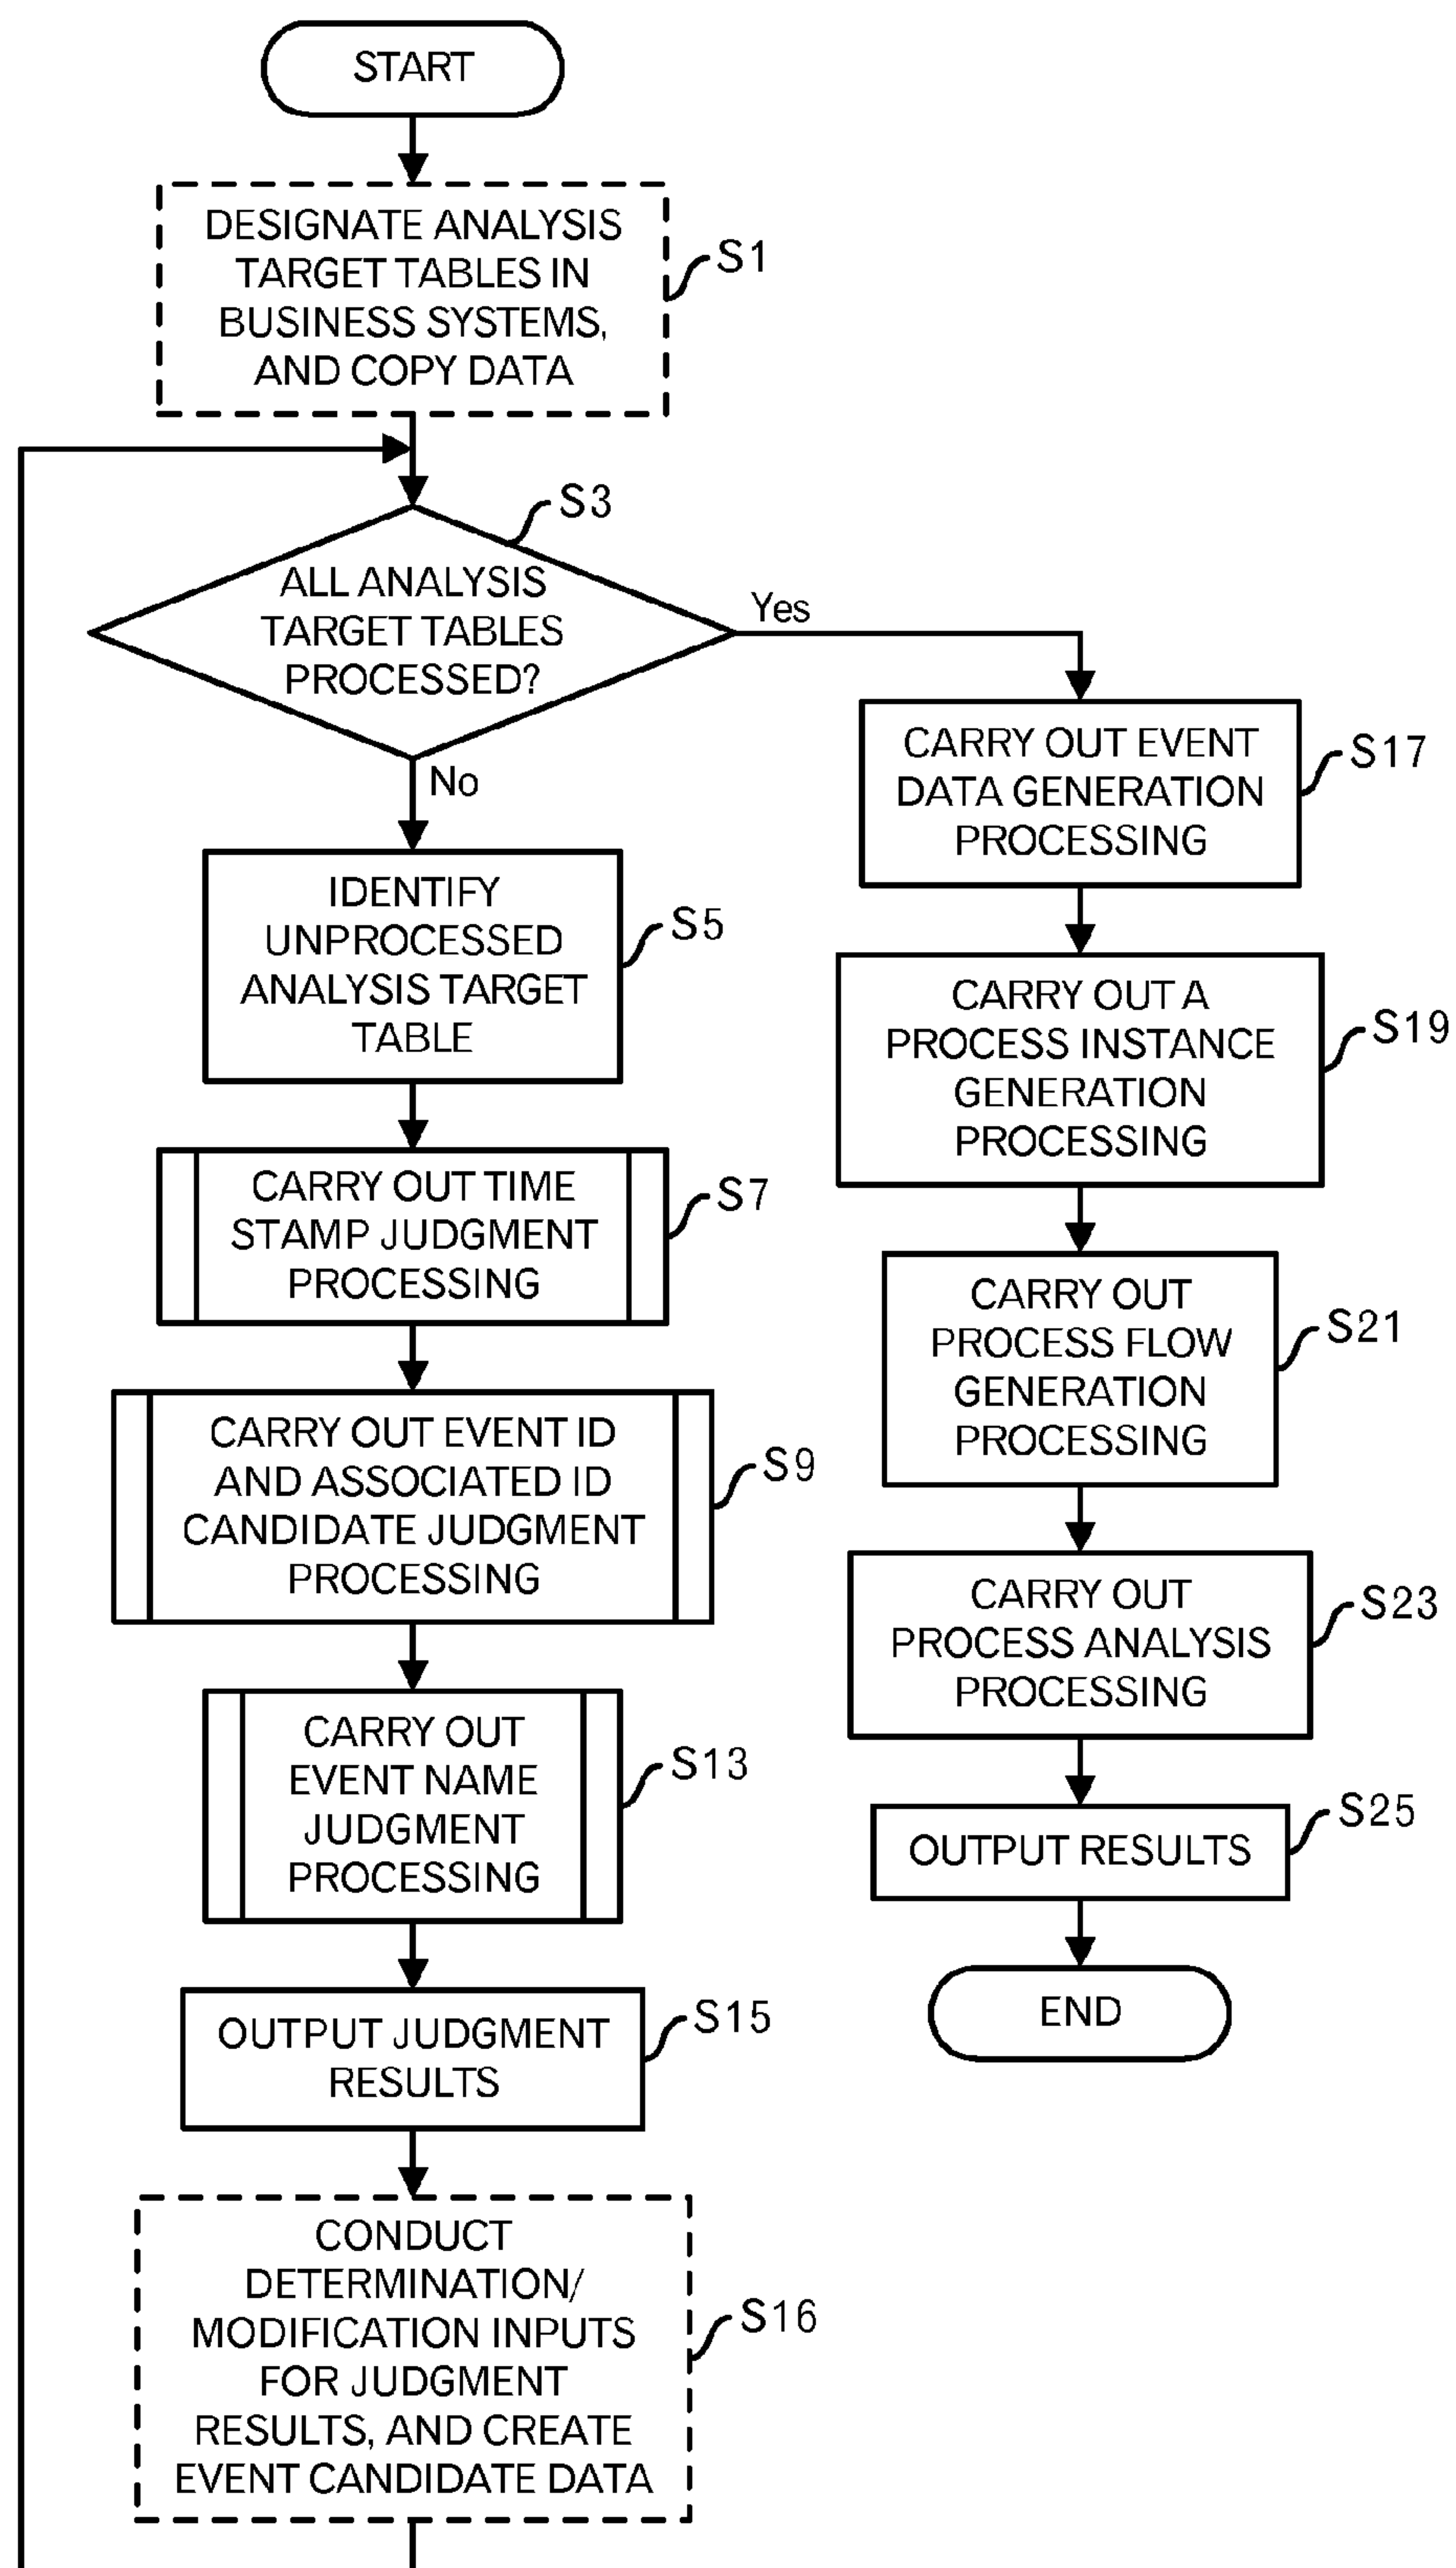 START
DESIGNATE ANALYSIS
TARGET TABLES IN
BUSINESS SYSTEMS,
AND COPY DATA
S1
S3
ALL ANALYSIS
TARGET TABLES
PROCESSED?
Yes
No
IDENTIFY
UNPROCESSED
ANALYSIS TARGET
TABLE
S5
CARRY OUT TIME
STAMP JUDGMENT
PROCESSING
S7
CARRY OUT EVENT ID
AND ASSOCIATED ID
CANDIDATE JUDGMENT
PROCESSING
S9
CARRY OUT
EVENT NAME
JUDGMENT
PROCESSING
S13
OUTPUT JUDGMENT
RESULTS
S15
CONDUCT
DETERMINATION/
MODIFICATION INPUTS
FOR JUDGMENT
RESULTS, AND CREATE
EVENT CANDIDATE DATA
S16
CARRY OUT EVENT
DATA GENERATION
PROCESSING
S17
CARRY OUT A
PROCESS INSTANCE
GENERATION
PROCESSING
S19
CARRY OUT
PROCESS FLOW
GENERATION
PROCESSING
S21
CARRY OUT
PROCESS ANALYSIS
PROCESSING
S23
OUTPUT RESULTS
S25
END